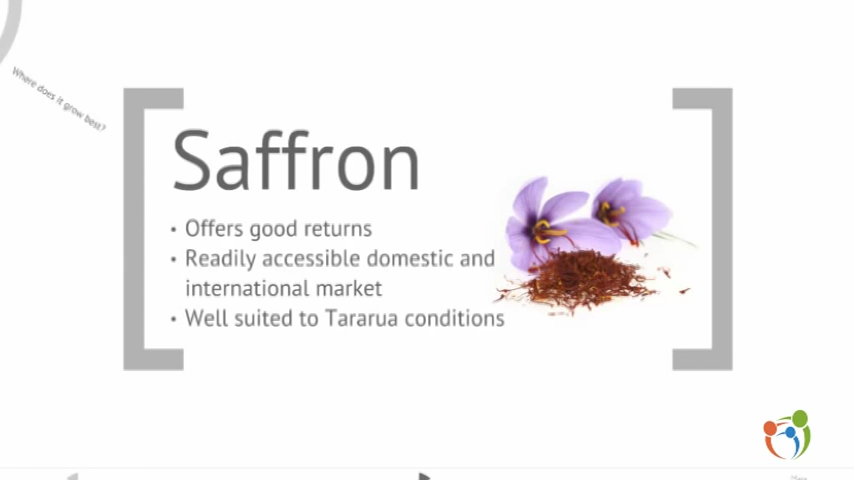 Where does it grow best?
Saffron
• Offers good returns
• Readily accessible domestic and
international market
• Well suited to Tararua conditions